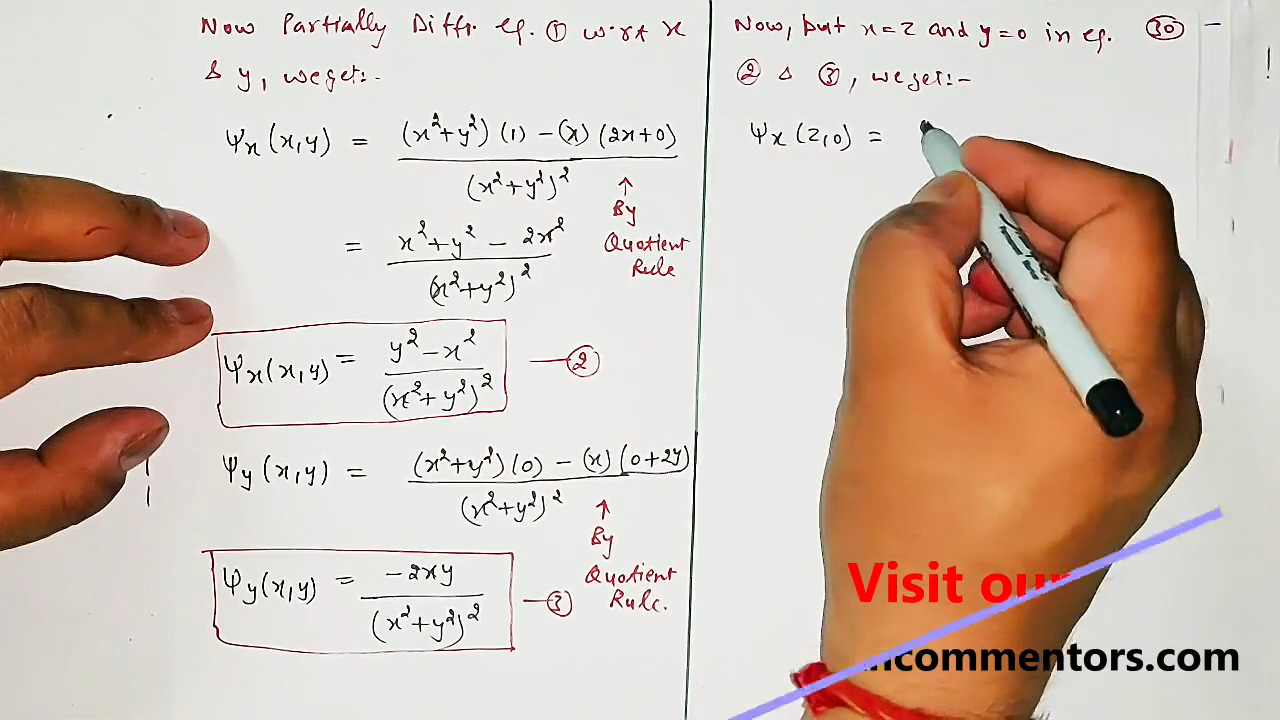 Now Partially Diff. eq. ① w.r.t x
& y, we get:-
Ψx(x,y) = (x²+y²)(1) - (x)(2x+0) / (x²+y²)²
↑
By
Quotient
Rule
= x²+y² - 2x² / (x²+y²)²
Ψx(x,y) = y²-x² / (x²+y²)² —②
Ψy(x,y) = (x²+y²)(0) - (x)(0+2y) / (x²+y²)²
↑
By
Quotient
Rule.
Ψy(x,y) = -2xy / (x²+y²)² —③
Now, put x=2 and y=0 in eq. ㉚ -
② & ③, we get:-
Ψx(2,0) =
Visit our
commentors.com